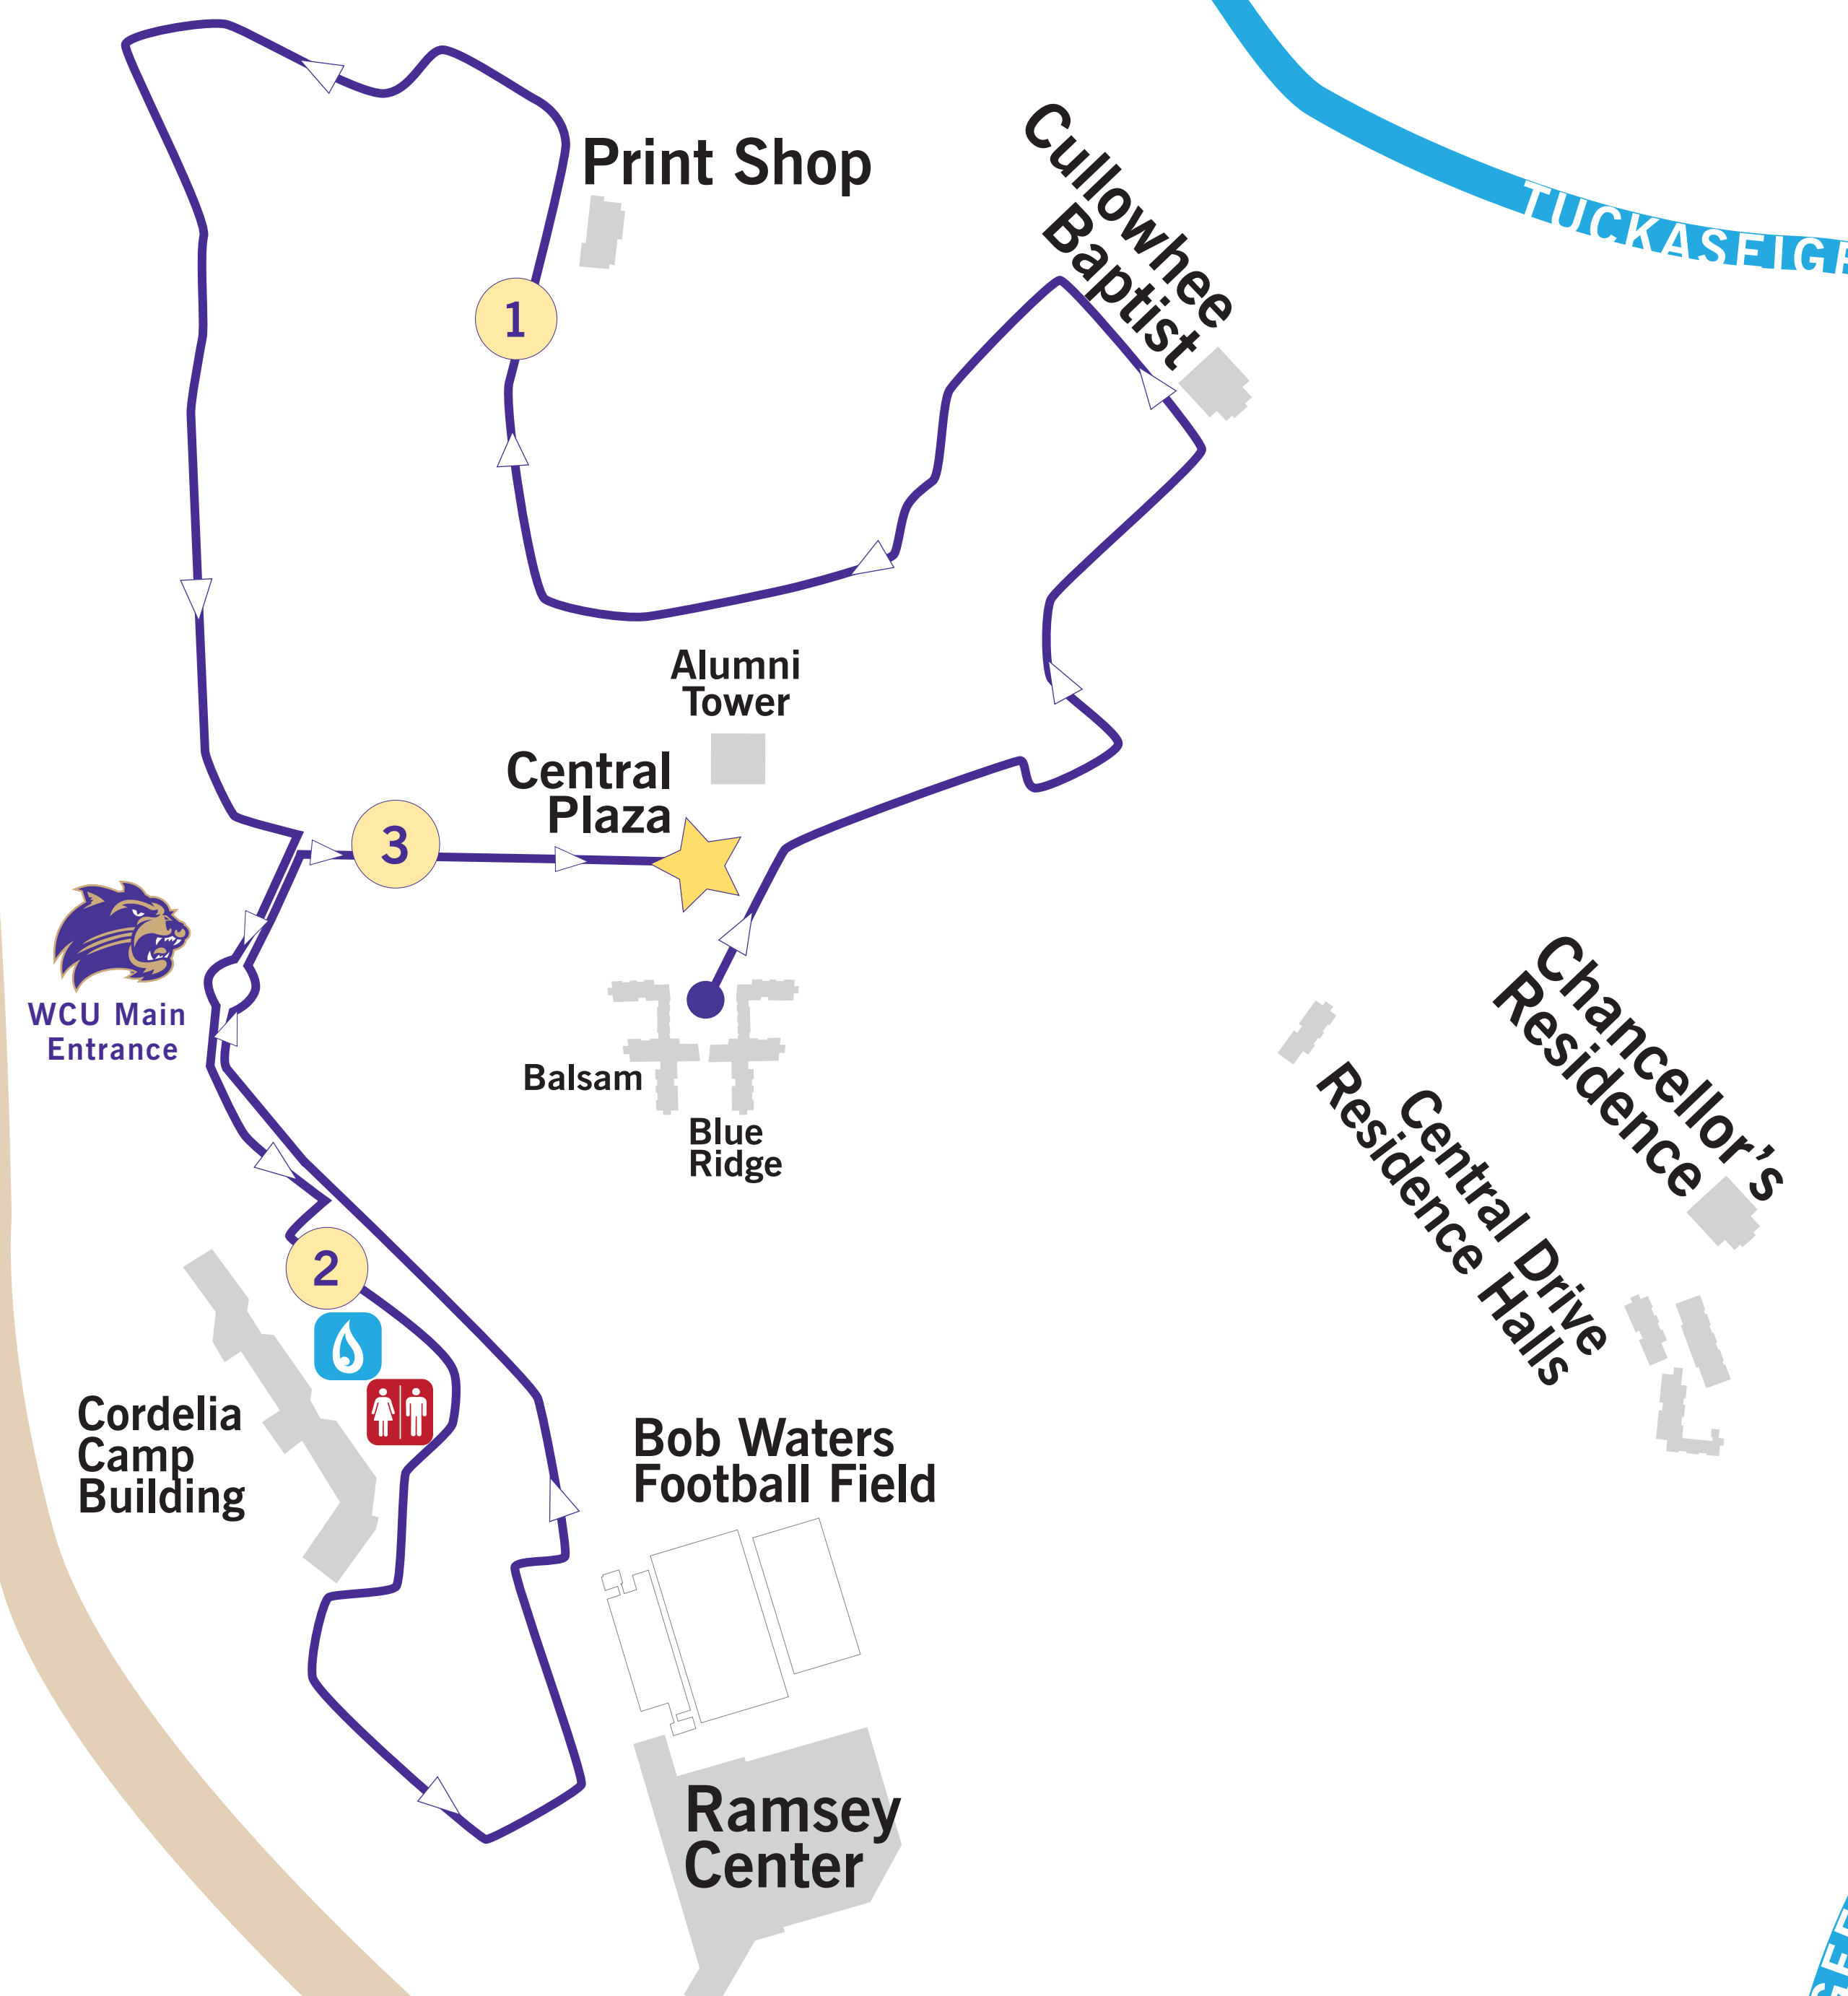 Print Shop
Cullowhee
Baptist
TUCKASEIGE
1
Alumni
Tower
Central
Plaza
3
WCU Main
Entrance
Balsam
Blue
Ridge
Chancellor's
Residence
Central Drive
Residence Halls
2
Cordelia
Camp
Building
Bob Waters
Football Field
Ramsey
Center